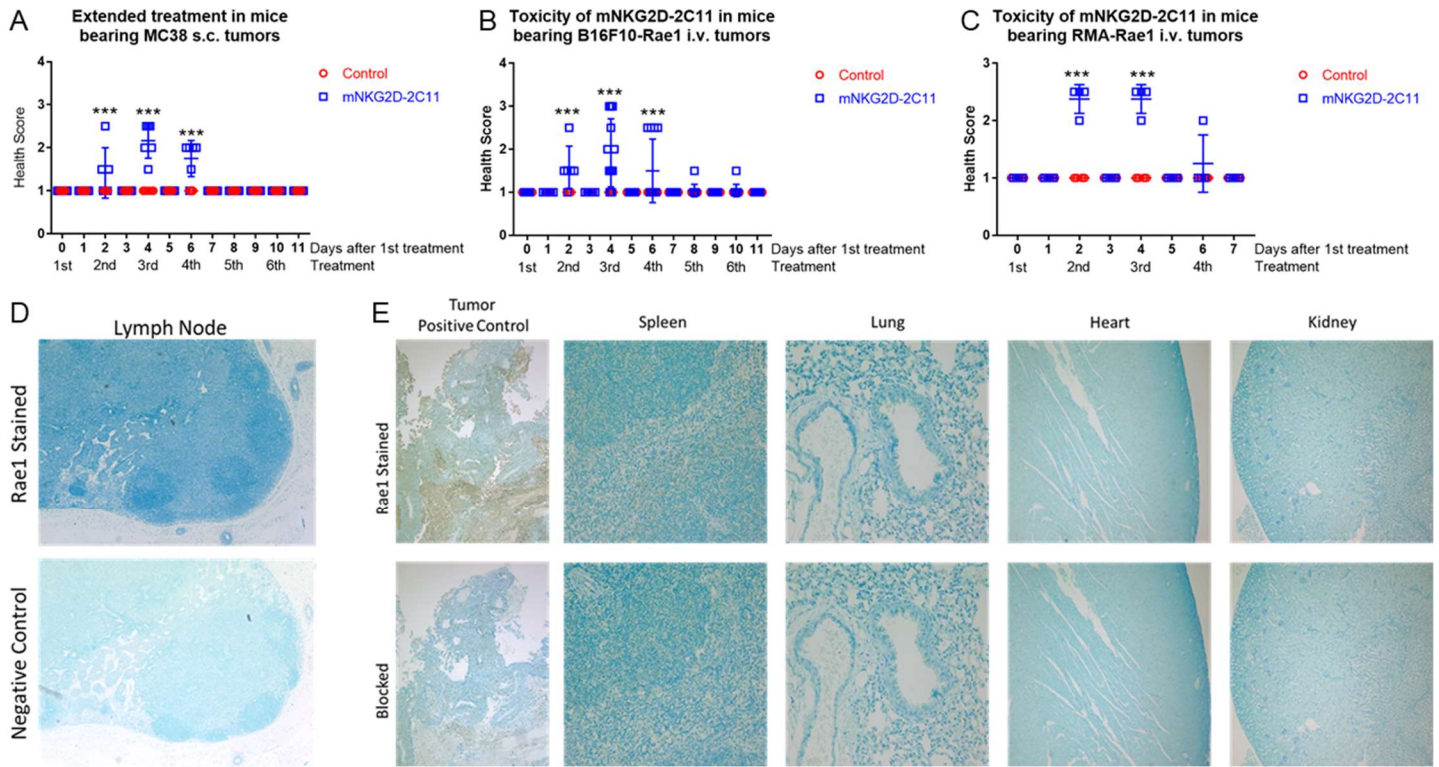 A
Extended treatment in mice
bearing MC38 s.c. tumors
Control
mNKG2D-2C11
Health Score
4
3
2
1
0
***
***
***
0 1 2 3 4 5 6 7 8 9 10 11 Days after 1st treatment
1st 2nd 3rd 4th 5th 6th Treatment
B
Toxicity of mNKG2D-2C11 in mice
bearing B16F10-Rae1 i.v. tumors
Control
mNKG2D-2C11
Health Score
4
3
2
1
0
***
***
***
0 1 2 3 4 5 6 7 8 9 10 11 Days after 1st treatment
1st 2nd 3rd 4th 5th 6th Treatment
C
Toxicity of mNKG2D-2C11 in mice
bearing RMA-Rae1 i.v. tumors
Control
mNKG2D-2C11
Health Score
3
2
1
0
***
***
0 1 2 3 4 5 6 7 Days after 1st treatment
1st 2nd 3rd 4th Treatment
D
Lymph Node
Rae1 Stained
Negative Control
E
Tumor
Positive Control
Spleen
Lung
Heart
Kidney
Rae1 Stained
Blocked